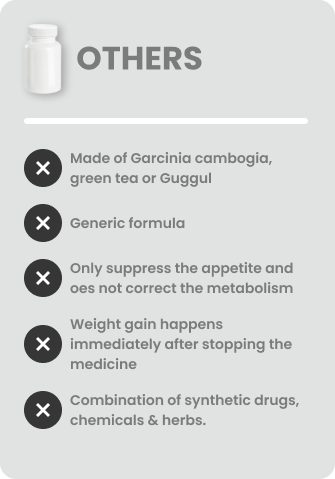 OTHERS
Made of Garcinia cambogia,
green tea or Guggul
Generic formula
Only suppress the appetite and
oes not correct the metabolism
Weight gain happens
immediately after stopping the
medicine
Combination of synthetic drugs,
chemicals & herbs.